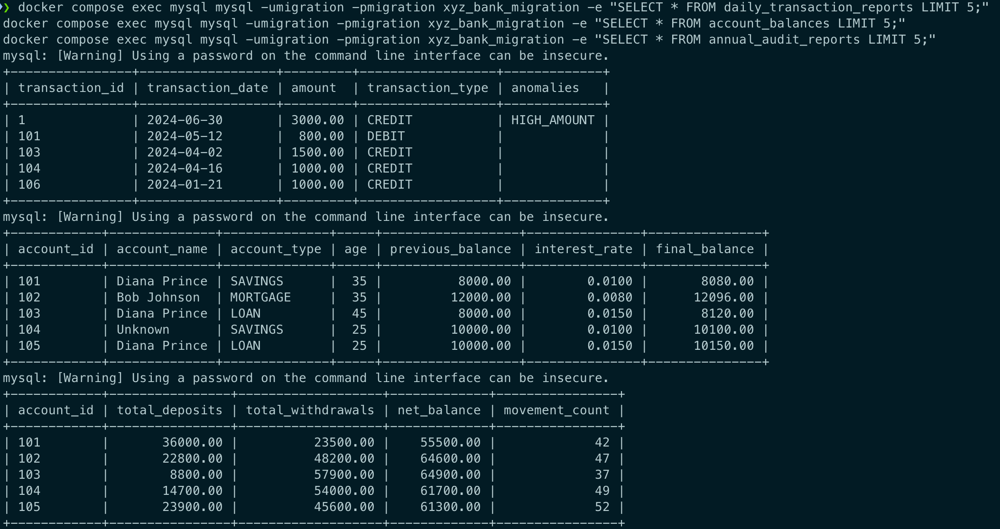 ❯ docker compose exec mysql mysql -umigration -pmigration xyz_bank_migration -e "SELECT * FROM daily_transaction_reports LIMIT 5;"
docker compose exec mysql mysql -umigration -pmigration xyz_bank_migration -e "SELECT * FROM account_balances LIMIT 5;"
docker compose exec mysql mysql -umigration -pmigration xyz_bank_migration -e "SELECT * FROM annual_audit_reports LIMIT 5;"
mysql: [Warning] Using a password on the command line interface can be insecure.
+----------------+------------------+---------+------------------+-------------+
| transaction_id | transaction_date | amount  | transaction_type | anomalies   |
+----------------+------------------+---------+------------------+-------------+
| 1              | 2024-06-30       | 3000.00 | CREDIT           | HIGH_AMOUNT |
| 101            | 2024-05-12       |  800.00 | DEBIT            |             |
| 103            | 2024-04-02       | 1500.00 | CREDIT           |             |
| 104            | 2024-04-16       | 1000.00 | CREDIT           |             |
| 106            | 2024-01-21       | 1000.00 | CREDIT           |             |
+----------------+------------------+---------+------------------+-------------+
mysql: [Warning] Using a password on the command line interface can be insecure.
+------------+--------------+--------------+-----+------------------+---------------+---------------+
| account_id | account_name | account_type | age | previous_balance | interest_rate | final_balance |
+------------+--------------+--------------+-----+------------------+---------------+---------------+
| 101        | Diana Prince | SAVINGS      |  35 |          8000.00 |        0.0100 |       8080.00 |
| 102        | Bob Johnson  | MORTGAGE     |  35 |         12000.00 |        0.0080 |      12096.00 |
| 103        | Diana Prince | LOAN         |  45 |          8000.00 |        0.0150 |       8120.00 |
| 104        | Unknown      | SAVINGS      |  25 |         10000.00 |        0.0100 |      10100.00 |
| 105        | Diana Prince | LOAN         |  25 |         10000.00 |        0.0150 |      10150.00 |
+------------+--------------+--------------+-----+------------------+---------------+---------------+
mysql: [Warning] Using a password on the command line interface can be insecure.
+------------+----------------+-------------------+-------------+----------------+
| account_id | total_deposits | total_withdrawals | net_balance | movement_count |
+------------+----------------+-------------------+-------------+----------------+
| 101        |       36000.00 |          23500.00 |    55500.00 |             42 |
| 102        |       22800.00 |          48200.00 |    64600.00 |             47 |
| 103        |        8800.00 |          57900.00 |    64900.00 |             37 |
| 104        |       14700.00 |          54000.00 |    61700.00 |             49 |
| 105        |       23900.00 |          45600.00 |    61300.00 |             52 |
+------------+----------------+-------------------+-------------+----------------+